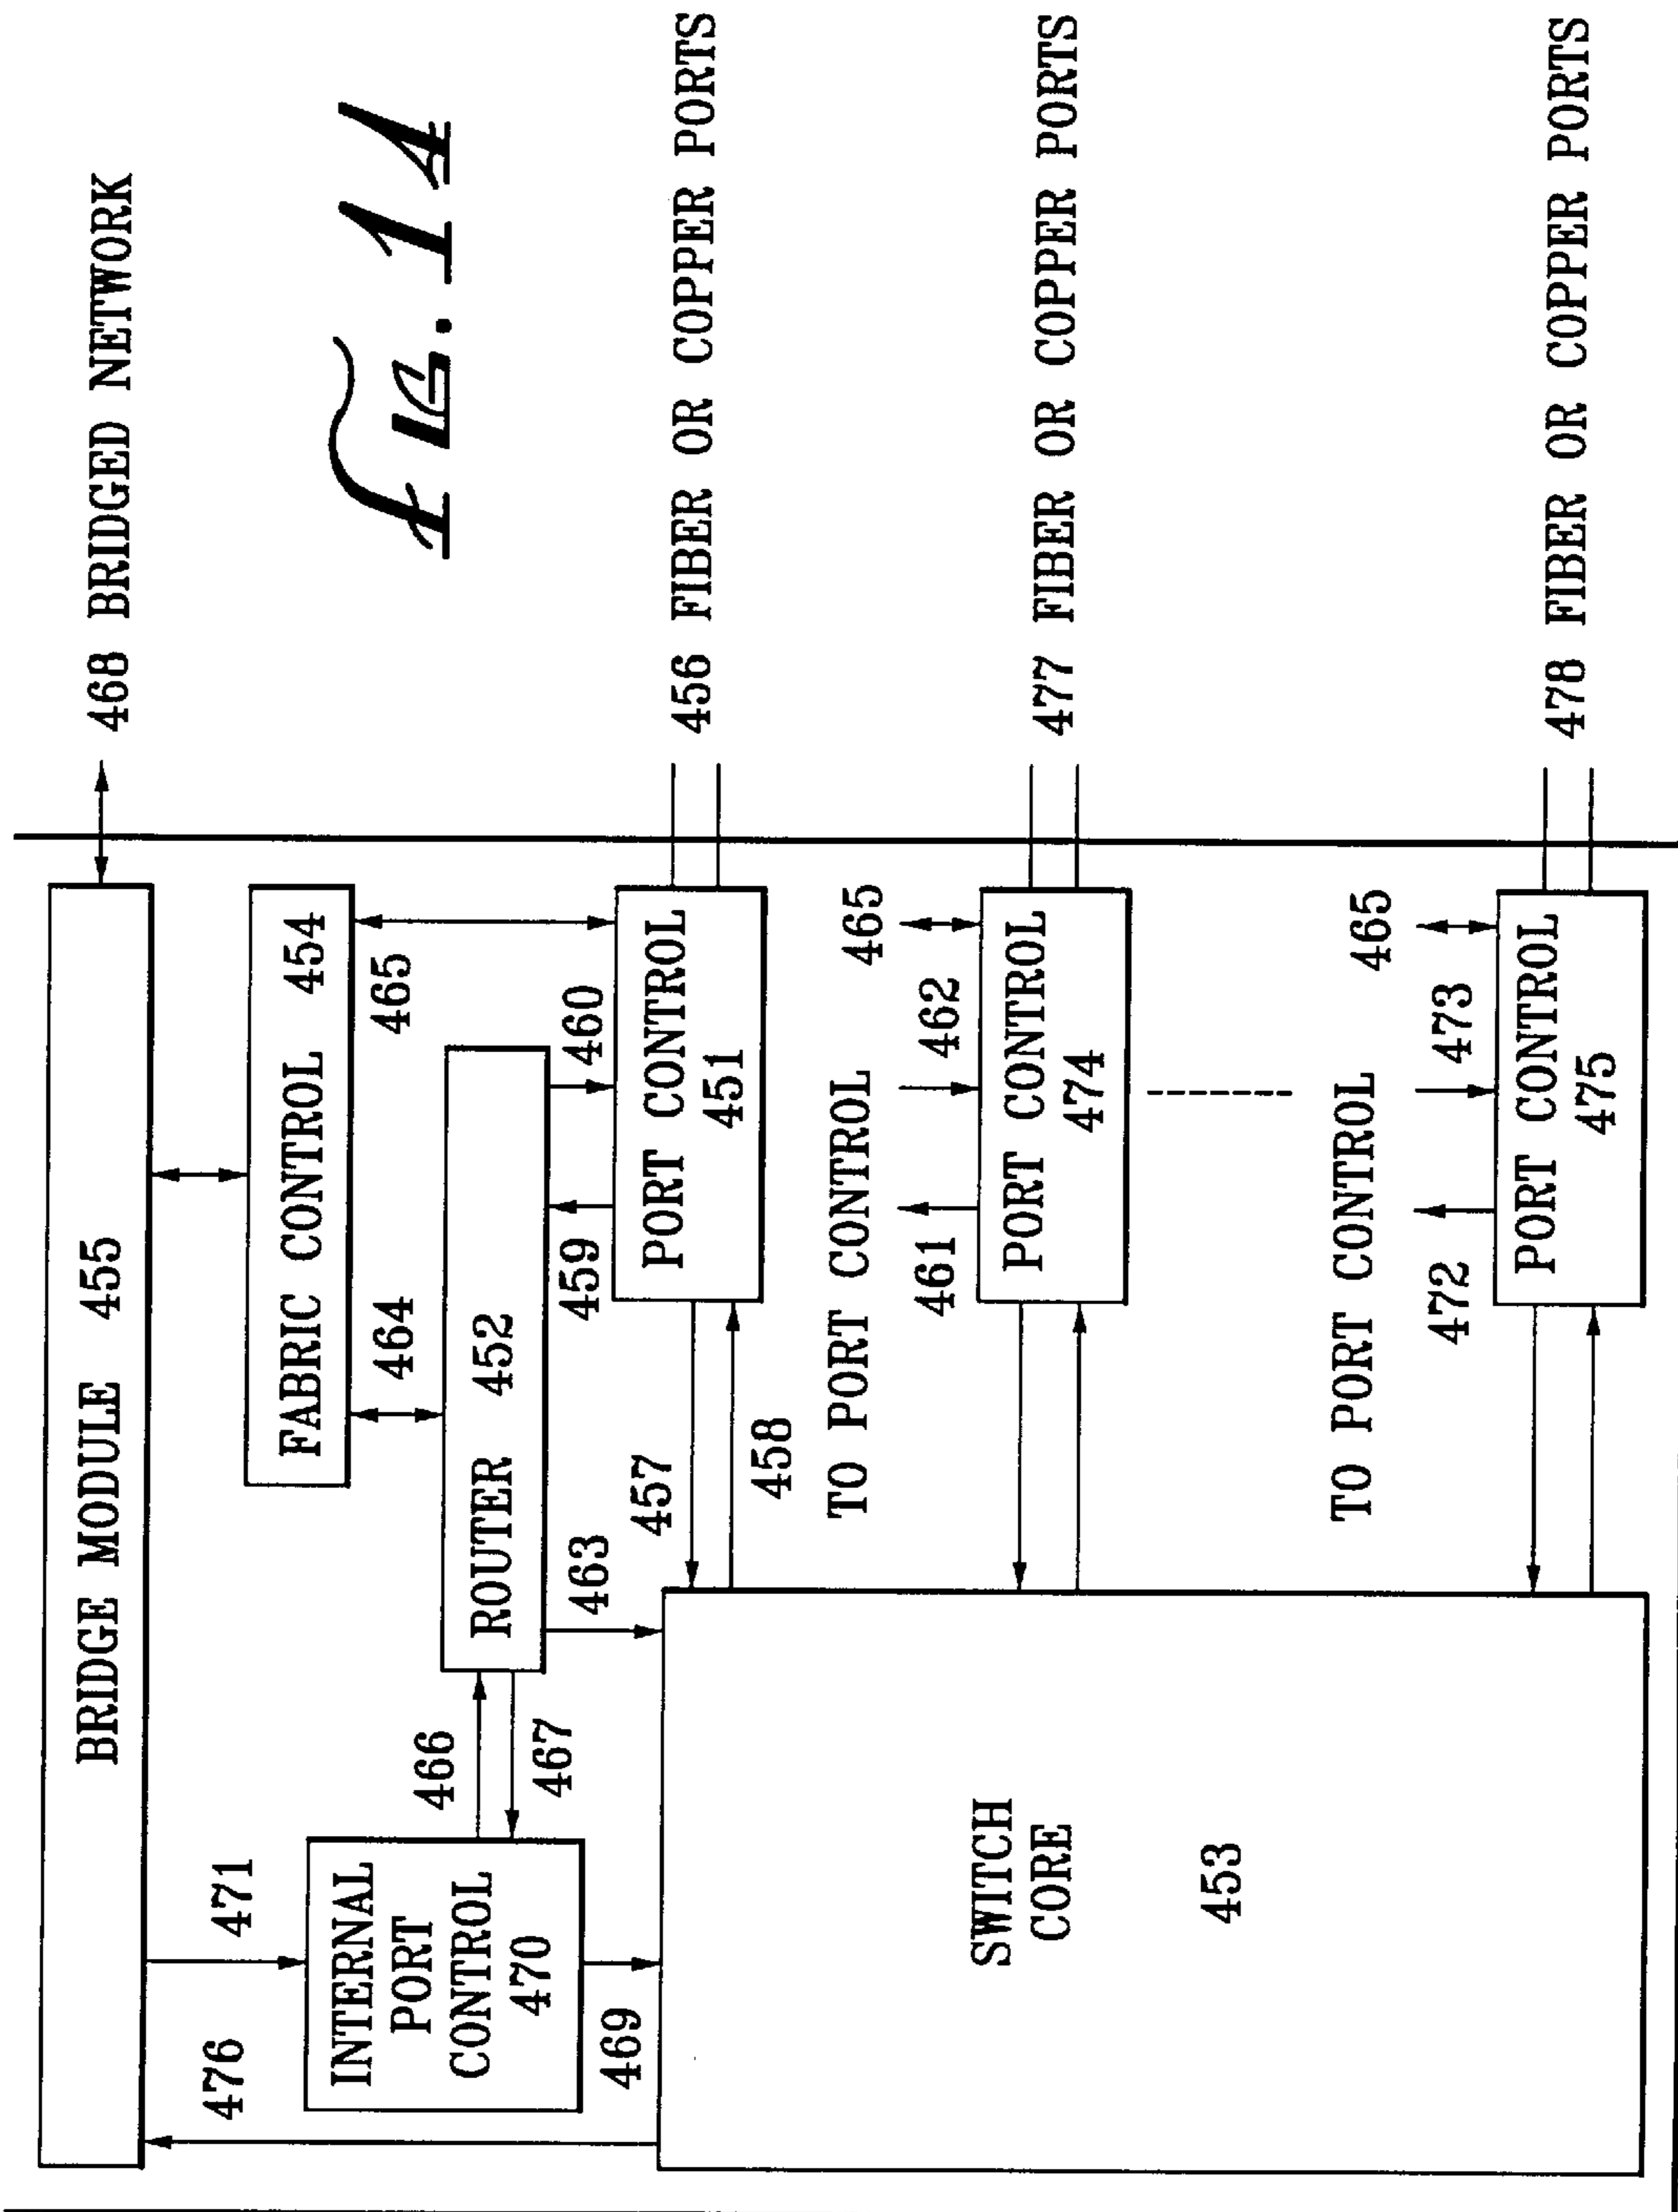 468 BRIDGED NETWORK
BRIDGE MODULE 455
476
471
FABRIC CONTROL 454
464
465
FIG. 1A
INTERNAL
PORT
CONTROL
470
466
467
ROUTER 452
459
460
469
463
457
458
PORT CONTROL
451
456 FIBER OR COPPER PORTS
TO PORT CONTROL
461
462
465
SWITCH
CORE
453
PORT CONTROL
474
477 FIBER OR COPPER PORTS
TO PORT CONTROL
472
473
465
PORT CONTROL
475
478 FIBER OR COPPER PORTS